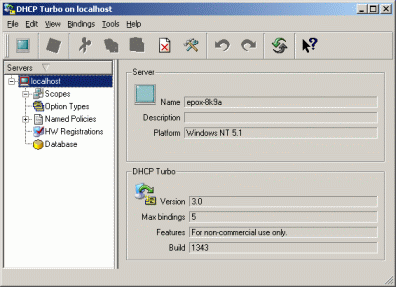 DHCP Turbo on localhost
File Edit View Bindings Tools Help
Servers
localhost
Scopes
Option Types
Named Policies
HW Registrations
Database
Server
Name epox-8k9a
Description
Platform Windows NT 5.1
DHCP Turbo
Version 3.0
Max bindings 5
Features For non-commercial use only.
Build 1343